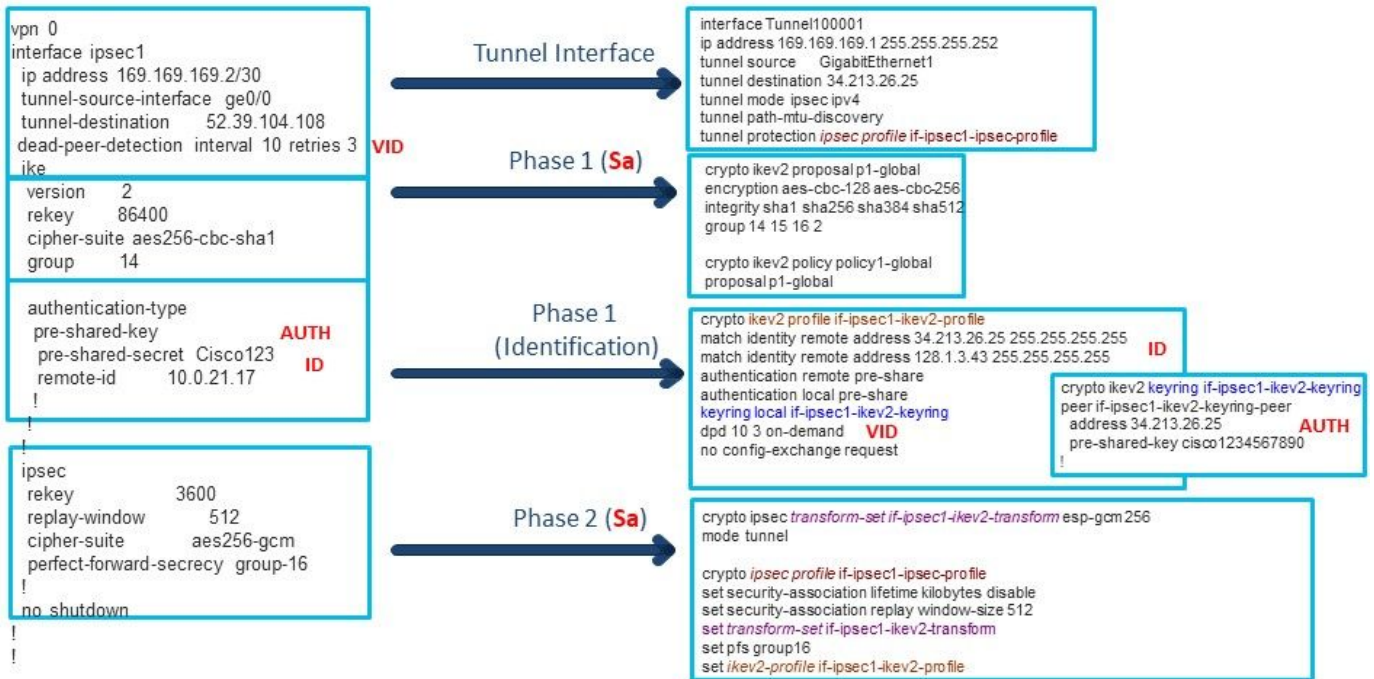 vpn 0
interface ipsec1
ip address 169.169.169.2/30
tunnel-source-interface ge0/0
tunnel-destination 52.39.104.108
dead-peer-detection interval 10 retries 3 VID
ike
version 2
rekey 86400
cipher-suite aes256-cbc-sha1
group 14
authentication-type
pre-shared-key AUTH
pre-shared-secret Cisco123
ID
remote-id 10.0.21.17
!
!
!
ipsec
rekey 3600
replay-window 512
cipher-suite aes256-gcm
perfect-forward-secrecy group-16
!
no shutdown
!
!
Tunnel Interface
Phase 1 (Sa)
Phase 1
(Identification)
Phase 2 (Sa)
interface Tunnel100001
ip address 169.169.169.1 255.255.255.252
tunnel source GigabitEthernet1
tunnel destination 34.213.26.25
tunnel mode ipsec ipv4
tunnel path-mtu-discovery
tunnel protection ipsec profile if-ipsec1-ipsec-profile
crypto ikev2 proposal p1-global
encryption aes-cbc-128 aes-cbc-256
integrity sha1 sha256 sha384 sha512
group 14 15 16 2
crypto ikev2 policy policy1-global
proposal p1-global
crypto ikev2 profile if-ipsec1-ikev2-profile
match identity remote address 34.213.26.25 255.255.255.255
match identity remote address 128.1.3.43 255.255.255.255
ID
authentication remote pre-share
authentication local pre-share
keyring local if-ipsec1-ikev2-keyring
dpd 10 3 on-demand VID
no config-exchange request
crypto ikev2 keyring if-ipsec1-ikev2-keyring
peer if-ipsec1-ikev2-keyring-peer
address 34.213.26.25
AUTH
pre-shared-key cisco1234567890
!
crypto ipsec transform-set if-ipsec1-ikev2-transform esp-gcm 256
mode tunnel
crypto ipsec profile if-ipsec1-ipsec-profile
set security-association lifetime kilobytes disable
set security-association replay window-size 512
set transform-set if-ipsec1-ikev2-transform
set pfs group16
set ikev2-profile if-ipsec1-ikev2-profile